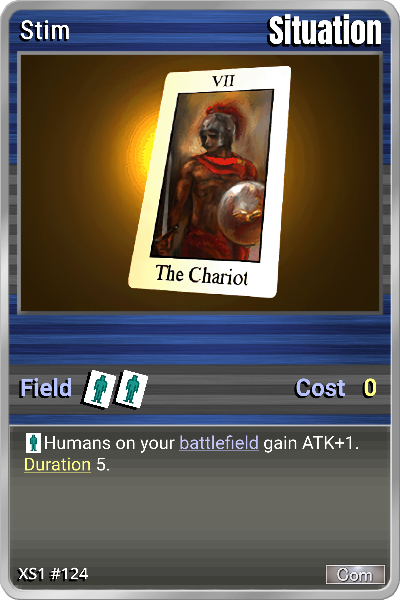 Stim
Situation
VII
The Chariot
Field
Cost 0
Humans on your battlefield gain ATK+1.
Duration 5.
XS1 #124
Com